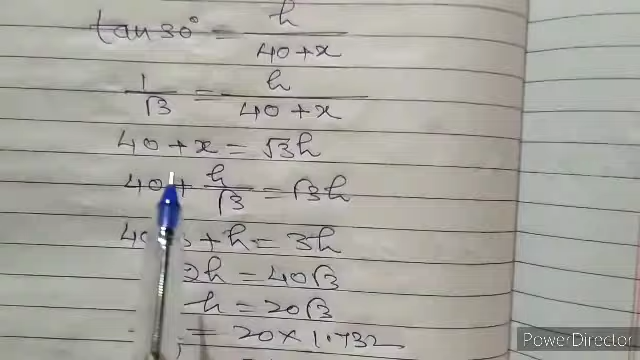 tan 30° = h / 40+x
1/√3 = h / 40+x
40+x = √3h
40+ h/√3 = √3h
+h = 3h
2h = 40√3
h = 20√3
= 20×1.732
PowerDirector